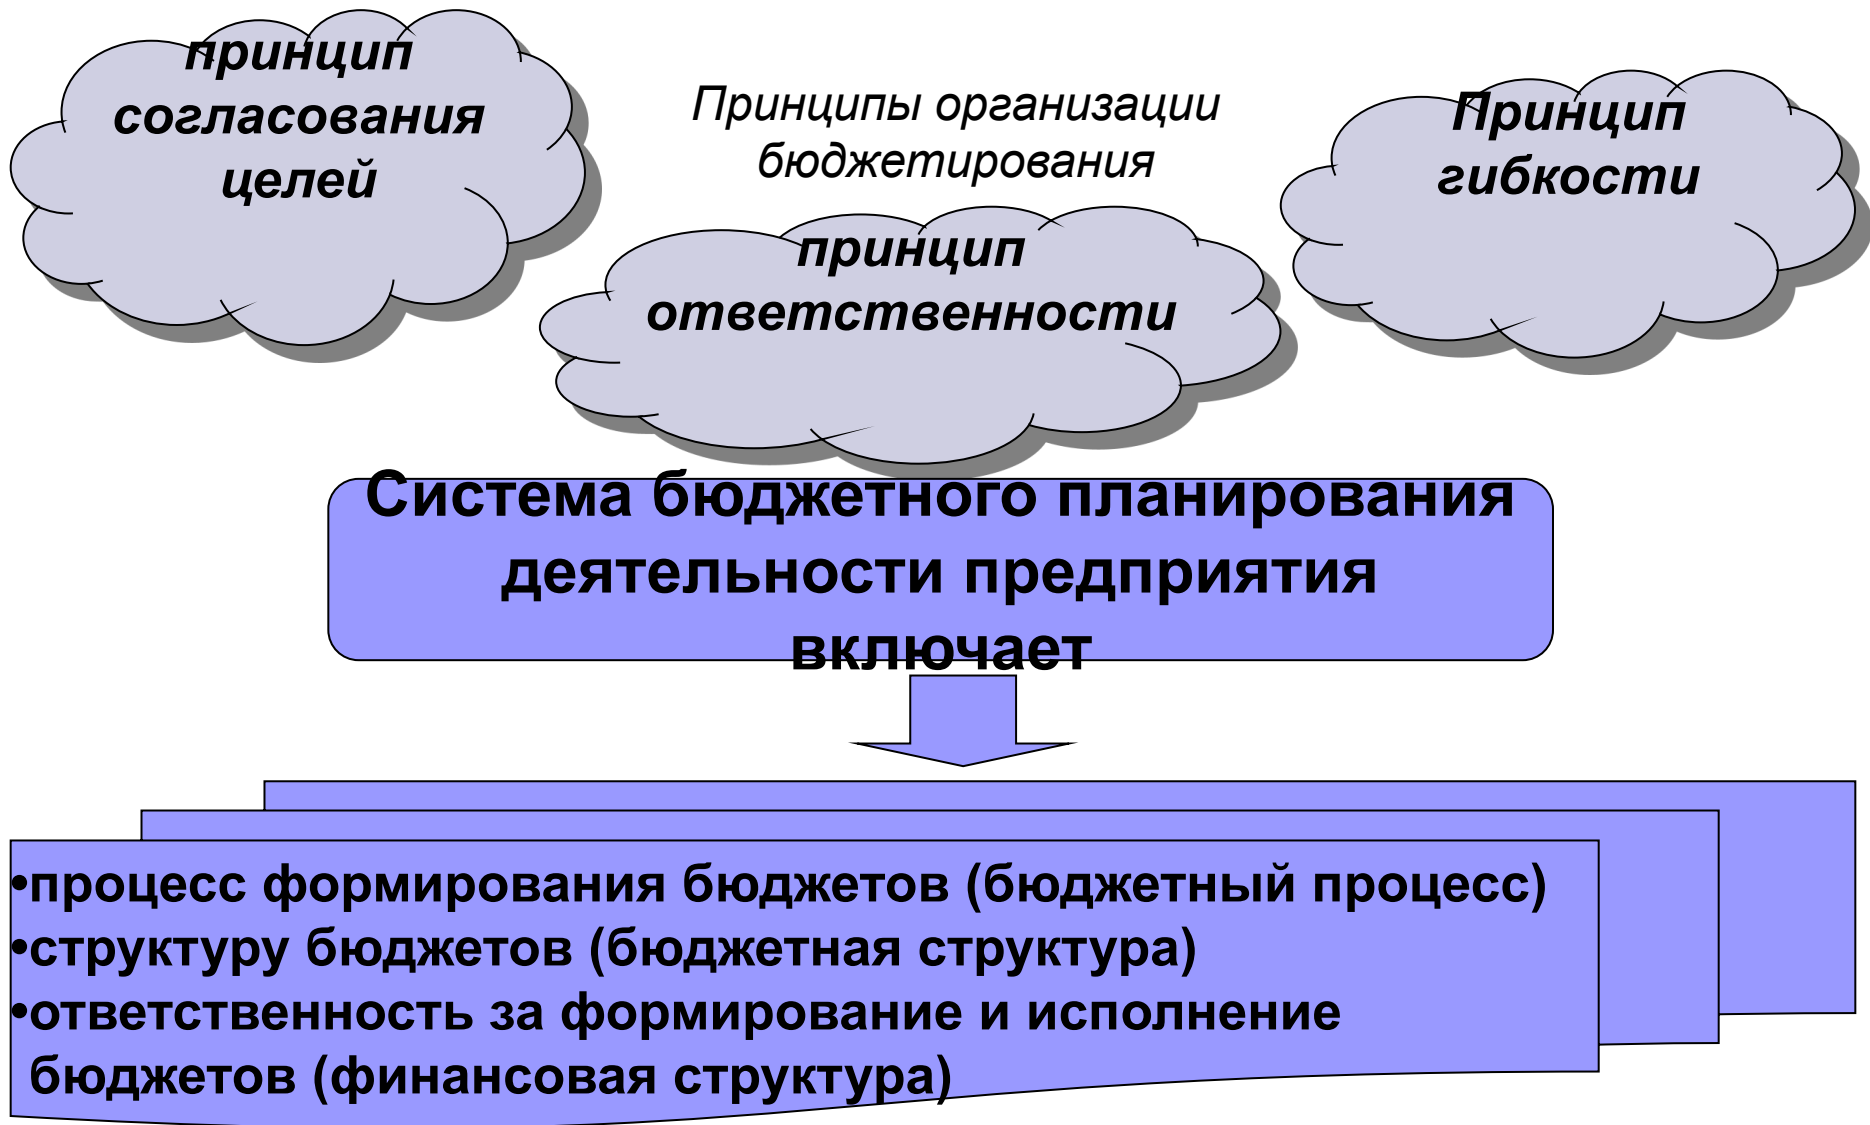 принцип
согласования
целей
Принципы организации
бюджетирования
Принцип
гибкости
принцип
ответственности
Система бюджетного планирования
деятельности предприятия
включает
•процесс формирования бюджетов (бюджетный процесс)
•структуру бюджетов (бюджетная структура)
•ответственность за формирование и исполнение
бюджетов (финансовая структура)